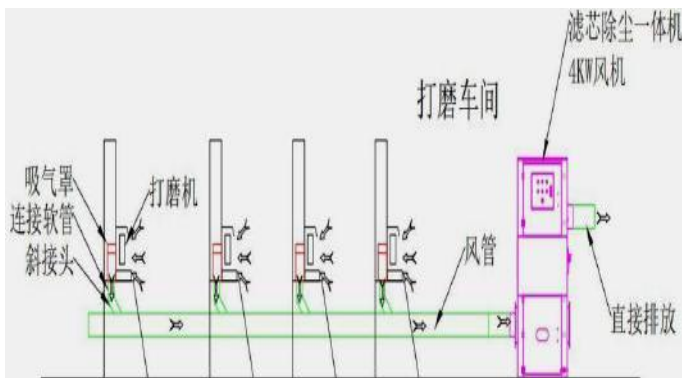 滤芯除尘一体机
4KW风机
打磨车间
吸气罩
打磨机
连接软管
斜接头
风管
直接排放